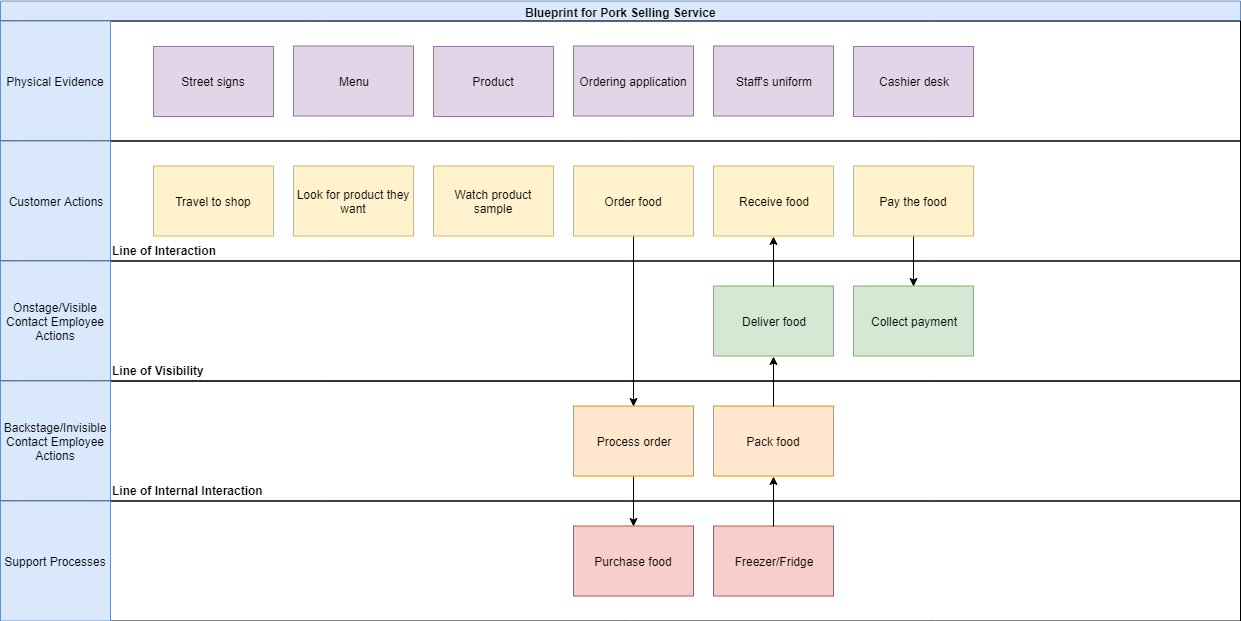 Blueprint for Pork Selling Service
Physical Evidence
Street signs
Menu
Product
Ordering application
Staff's uniform
Cashier desk
Customer Actions
Travel to shop
Look for product they
want
Watch product
sample
Order food
Receive food
Pay the food
Line of Interaction
Onstage/Visible
Contact Employee
Actions
Deliver food
Collect payment
Line of Visibility
Backstage/Invisible
Contact Employee
Actions
Process order
Pack food
Line of Internal Interaction
Support Processes
Purchase food
Freezer/Fridge